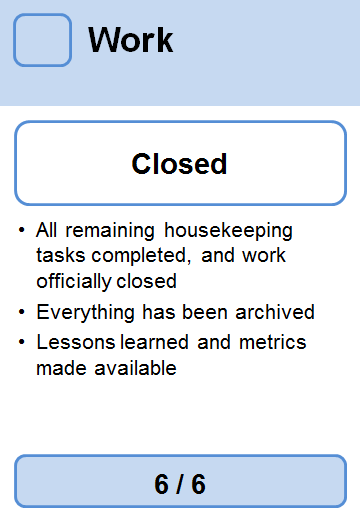 Work
Closed
• All remaining housekeeping
tasks completed, and work
officially closed
• Everything has been archived
• Lessons learned and metrics
made available
6 / 6